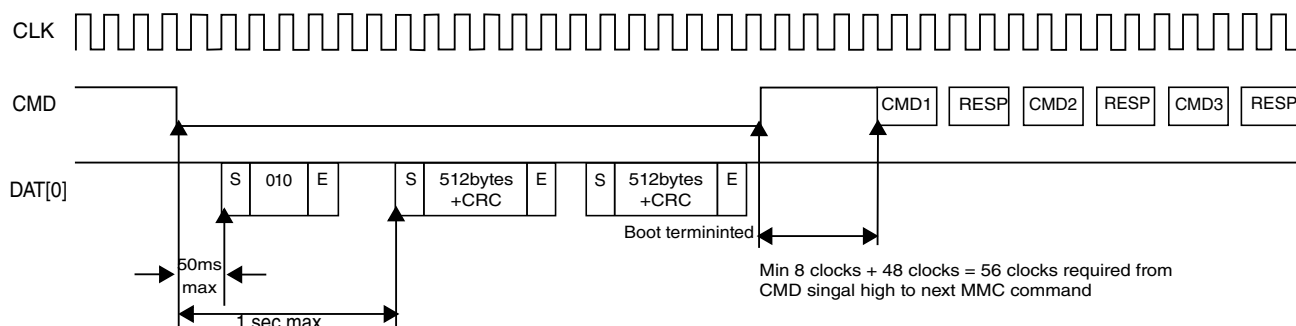 CLK
CMD
CMD1 RESP CMD2 RESP CMD3 RESP
DAT[0]
S 010 E S 512bytes +CRC E S 512bytes +CRC E
Boot termininted
50ms
max
Min 8 clocks + 48 clocks = 56 clocks required from
CMD singal high to next MMC command
1 sec max